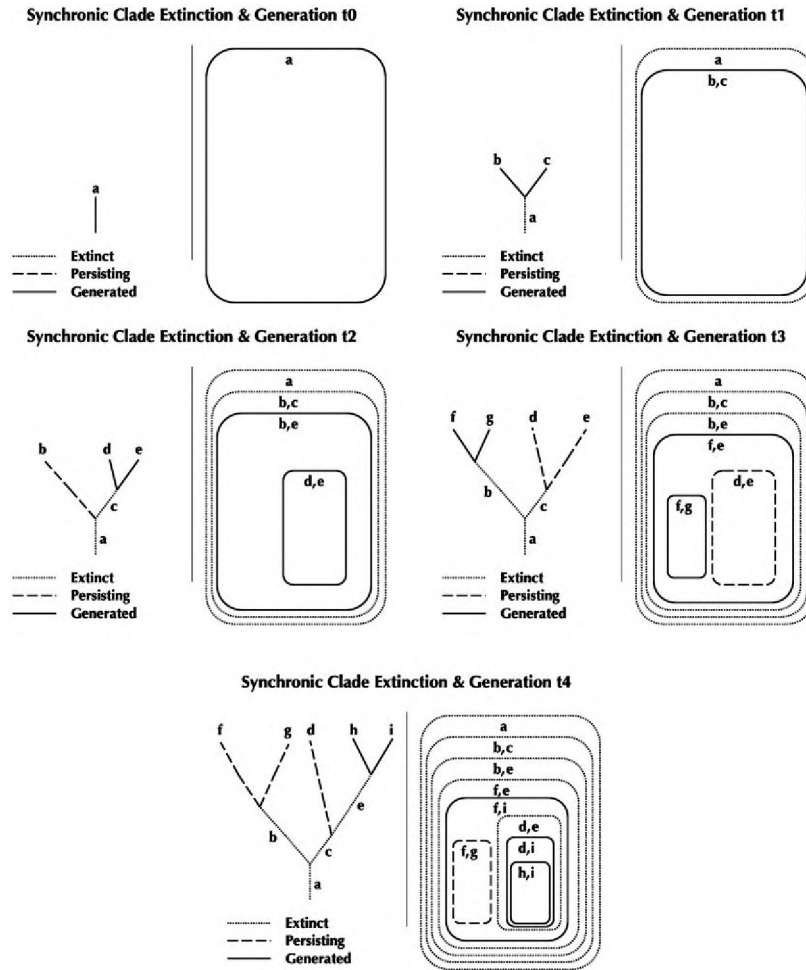 Synchronic Clade Extinction & Generation t0
a
a
Extinct
Persisting
Generated
Synchronic Clade Extinction & Generation t1
a
b,c
b c
a
Extinct
Persisting
Generated
Synchronic Clade Extinction & Generation t2
a
b,c
b,e
b d e
d,e
c
a
Extinct
Persisting
Generated
Synchronic Clade Extinction & Generation t3
a
b,c
b,e
f g d e
f,e
d,e
f,g
b c
a
Extinct
Persisting
Generated
Synchronic Clade Extinction & Generation t4
a
f g d h i
b,c
b,e
f,e
f,i
e
d,e
b c
f,g
d,i
h,i
a
Extinct
Persisting
Generated